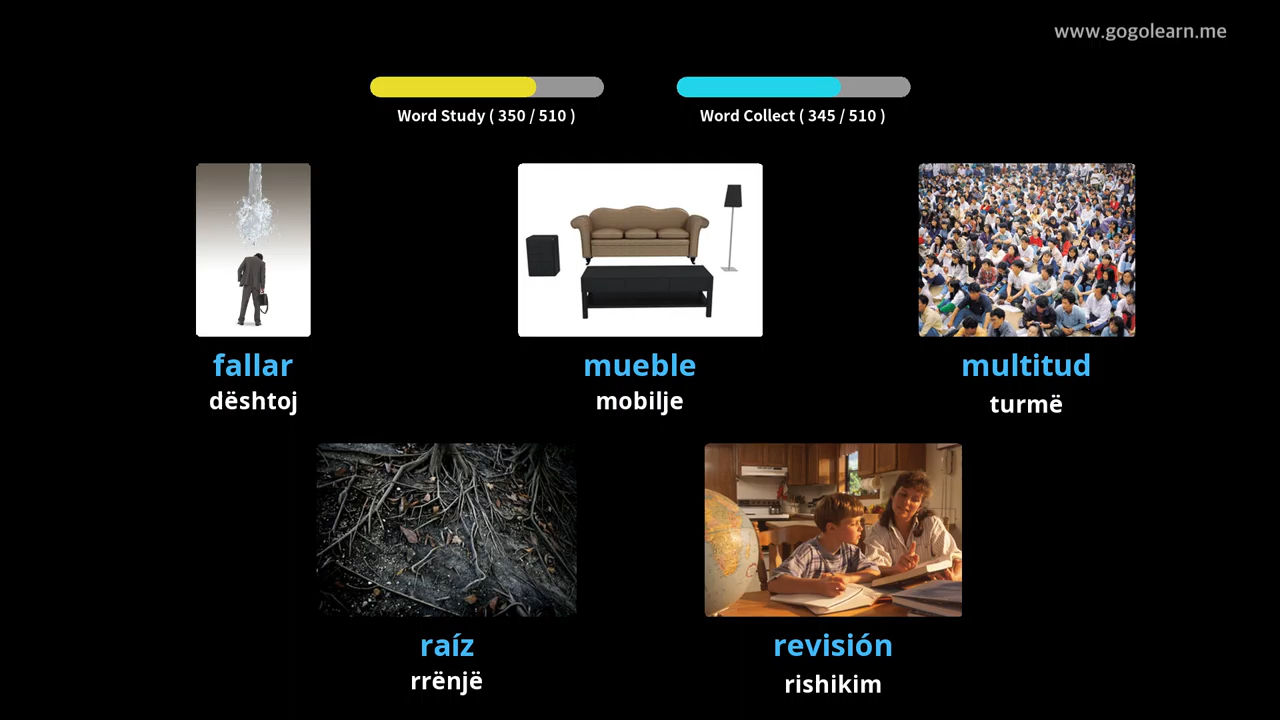 www.gogolearn.me
Word Study ( 350 / 510 )
Word Collect ( 345 / 510 )
fallar
dështoj
mueble
mobilje
multitud
turmë
raíz
rrënjë
revisión
rishikim